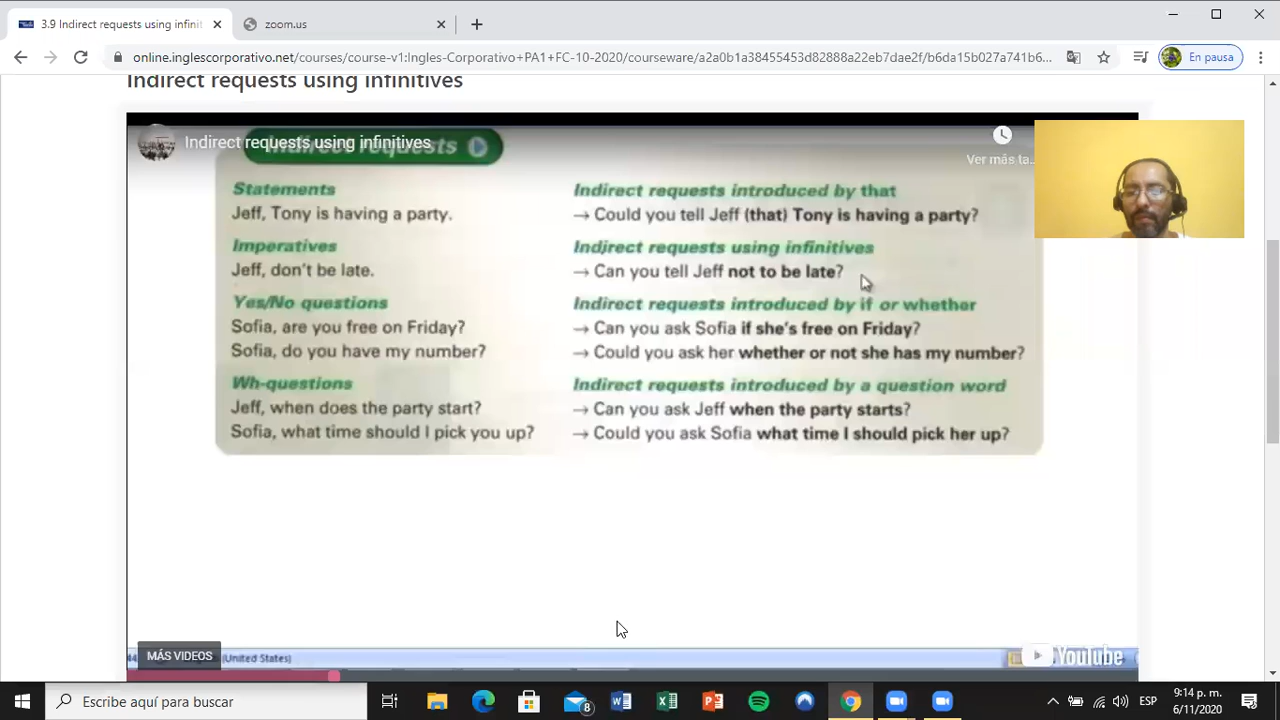 3.9 Indirect requests using infinit
zoom.us
online.inglescorporativo.net/courses/course-v1:Ingles-Corporativo+PA1+FC-10-2020/courseware/a2a0b1a38455453d82888a22eb7dae2f/b6da15b027a741b6...
En pausa
Indirect requests using infinitives
Indirect requests using infinitives
Indirect requests
Ver más ta...
Statements
Indirect requests introduced by that
Jeff, Tony is having a party.
→ Could you tell Jeff (that) Tony is having a party?
Imperatives
Indirect requests using infinitives
Jeff, don't be late.
→ Can you tell Jeff not to be late?
Yes/No questions
Indirect requests introduced by if or whether
Sofia, are you free on Friday?
→ Can you ask Sofia if she's free on Friday?
Sofia, do you have my number?
→ Could you ask her whether or not she has my number?
Wh-questions
Indirect requests introduced by a question word
Jeff, when does the party start?
→ Can you ask Jeff when the party starts?
Sofia, what time should I pick you up?
→ Could you ask Sofia what time I should pick her up?
MÁS VIDEOS
(United States)
YouTube
Escribe aquí para buscar
8
ESP
9:14 p. m.
6/11/2020